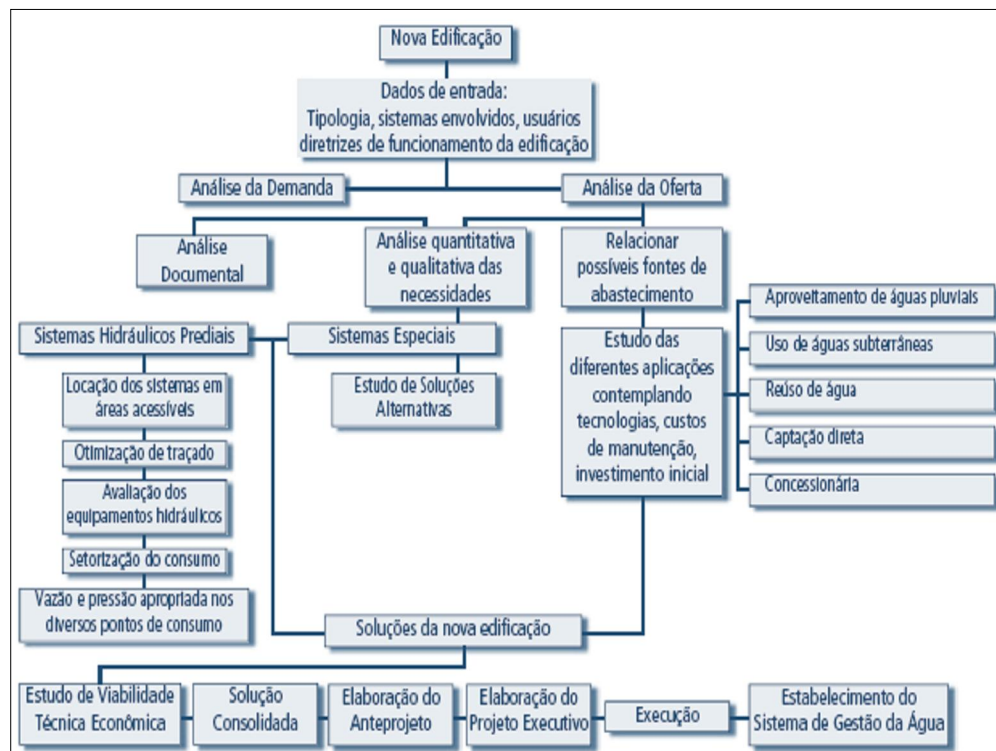 Nova Edificação
Dados de entrada:
Tipologia, sistemas envolvidos, usuários
diretrizes de funcionamento da edificação
Análise da Demanda
Análise da Oferta
Análise
Documental
Análise quantitativa
e qualitativa das
necessidades
Relacionar
possíveis fontes de
abastecimento
Sistemas Hidráulicos Prediais
Locação dos sistemas em
áreas acessíveis
Otimização de traçado
Avaliação dos
equipamentos hidráulicos
Setorização do consumo
Vazão e pressão apropriada nos
diversos pontos de consumo
Sistemas Especiais
Estudo de Soluções
Alternativas
Estudo das
diferentes aplicações
contemplando
tecnologias, custos
de manutenção,
investimento inicial
Aproveitamento de águas pluviais
Uso de águas subterrâneas
Reúso de água
Captação direta
Concessionária
Soluções da nova edificação
Estudo de Viabilidade
Técnica Econômica
Solução
Consolidada
Elaboração do
Anteprojeto
Elaboração do
Projeto Executivo
Execução
Estabelecimento do
Sistema de Gestão da Água